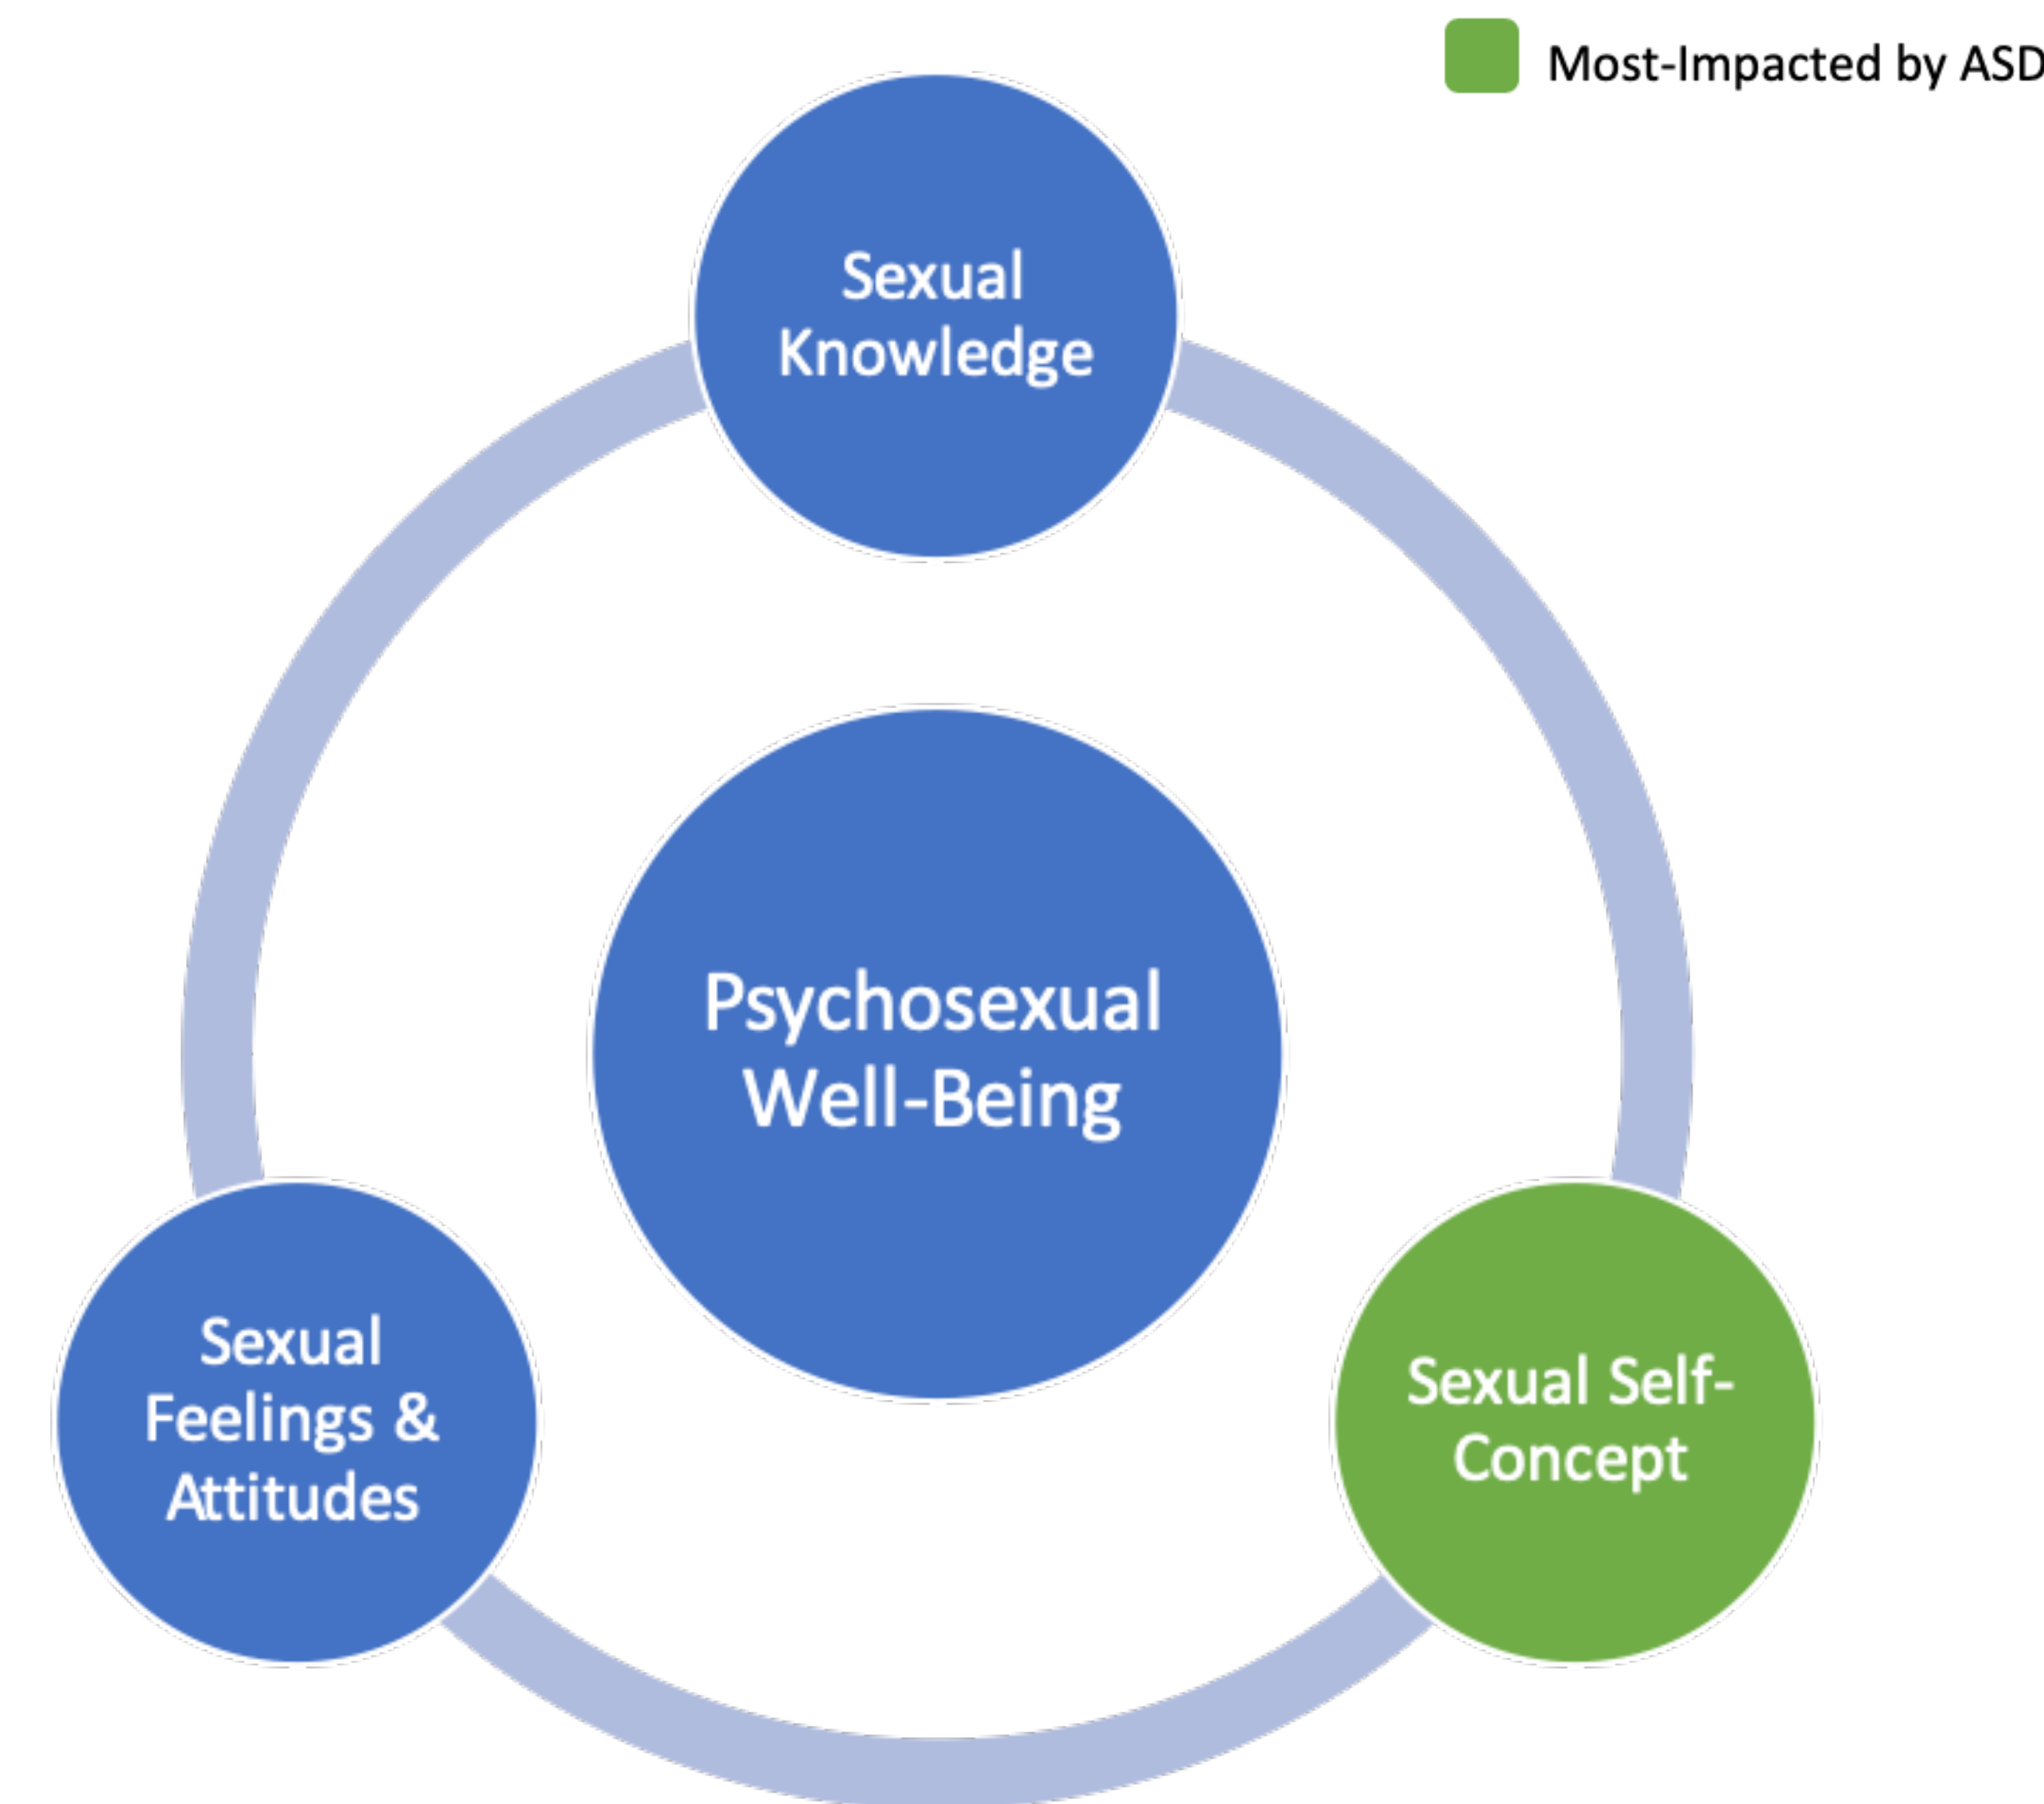 Most-Impacted by ASD
Sexual
Knowledge
Psychosexual
Well-Being
Sexual
Feelings &
Attitudes
Sexual Self-
Concept